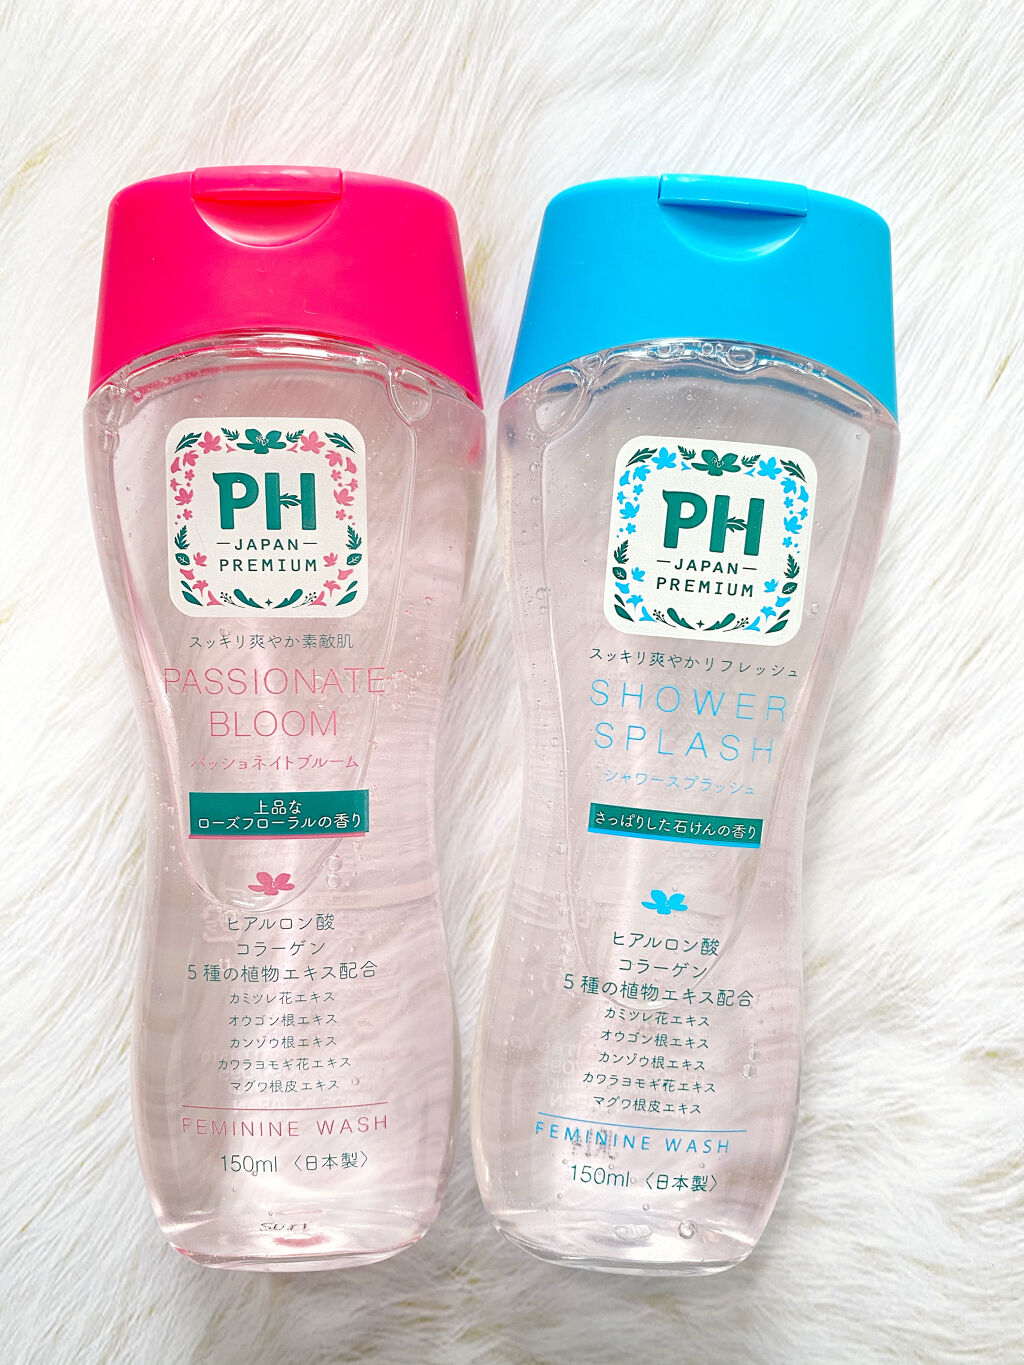 PH
JAPAN
PREMIUM
スッキリ爽やか素敵肌
PASSIONATE
BLOOM
パッショネイトブルーム
上品な
ローズフローラルの香り
ヒアルロン酸
コラーゲン
5種の植物エキス配合
カミツレ花エキス
オウゴン根エキス
カンゾウ根エキス
カワラヨモギ花エキス
マグワ根皮エキス
FEMININE WASH
150ml 〈日本製〉
PH
JAPAN
PREMIUM
スッキリ爽やかリフレッシュ
SHOWER
SPLASH
シャワースプラッシュ
さっぱりした石けんの香り
ヒアルロン酸
コラーゲン
5種の植物エキス配合
カミツレ花エキス
オウゴン根エキス
カンゾウ根エキス
カワラヨモギ花エキス
マグワ根皮エキス
FEMININE WASH
150ml 〈日本製〉